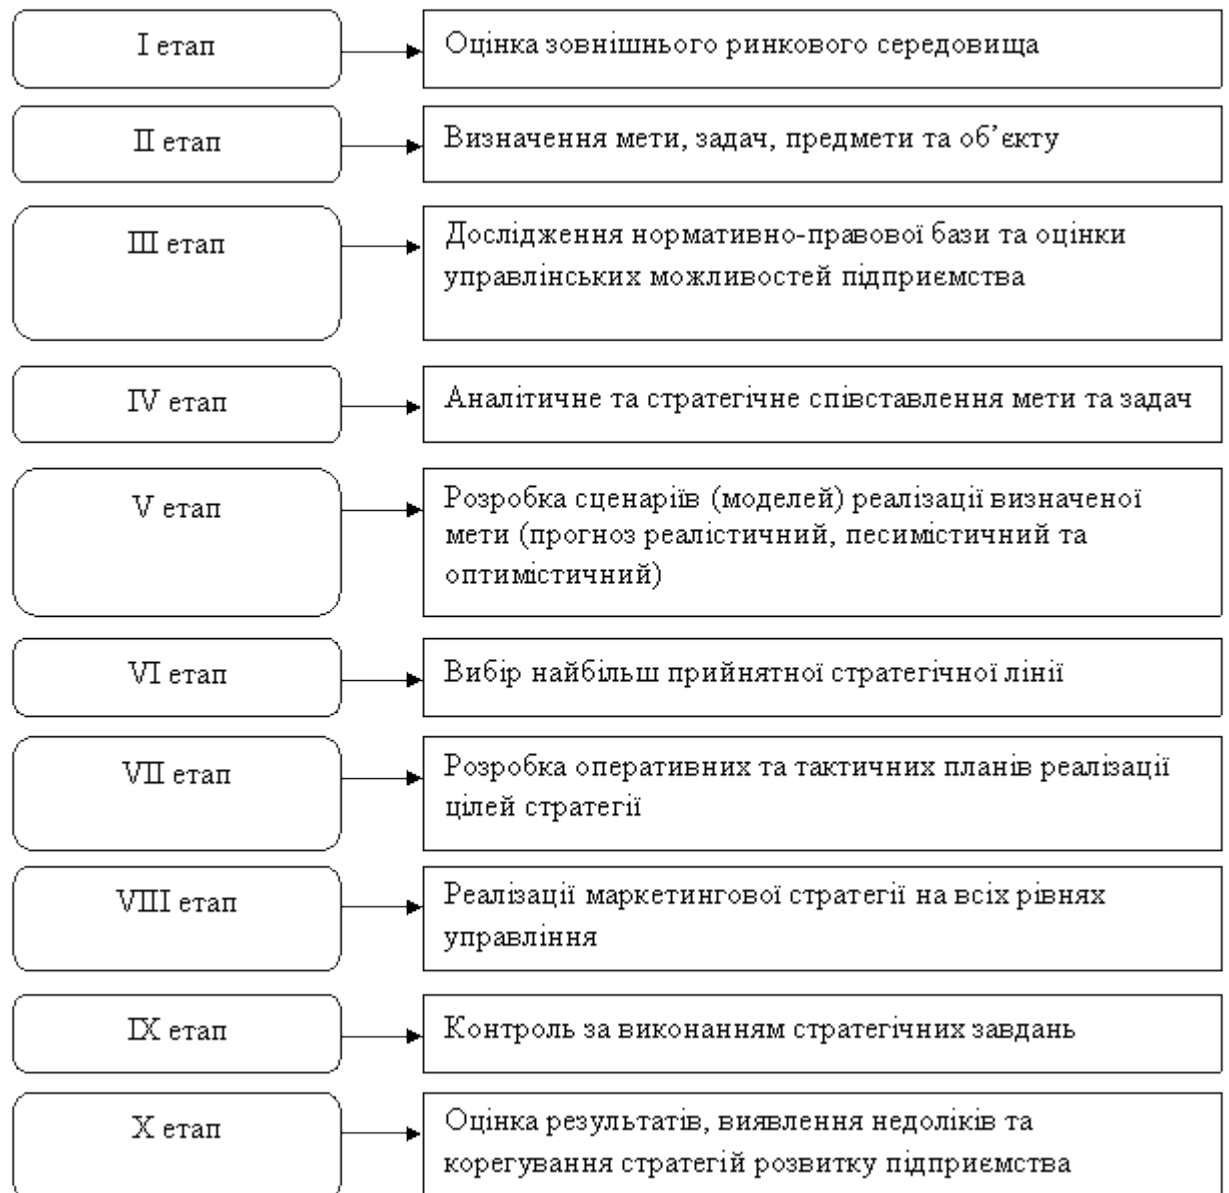 I етап
Оцінка зовнішнього ринкового середовища
II етап
Визначення мети, задач, предмети та об’єкту
III етап
Дослідження нормативно-правової бази та оцінки
управлінських можливостей підприємства
IV етап
Аналітичне та стратегічне співставлення мети та задач
V етап
Розробка сценаріїв (моделей) реалізації визначеної
мети (прогноз реалістичний, песимістичний та
оптимістичний)
VI етап
Вибір найбільш прийнятної стратегічної лінії
VII етап
Розробка оперативних та тактичних планів реалізації
цілей стратегії
VIII етап
Реалізації маркетингової стратегії на всіх рівнях
управління
IX етап
Контроль за виконанням стратегічних завдань
X етап
Оцінка результатів, виявлення недоліків та
корегування стратегій розвитку підприємства